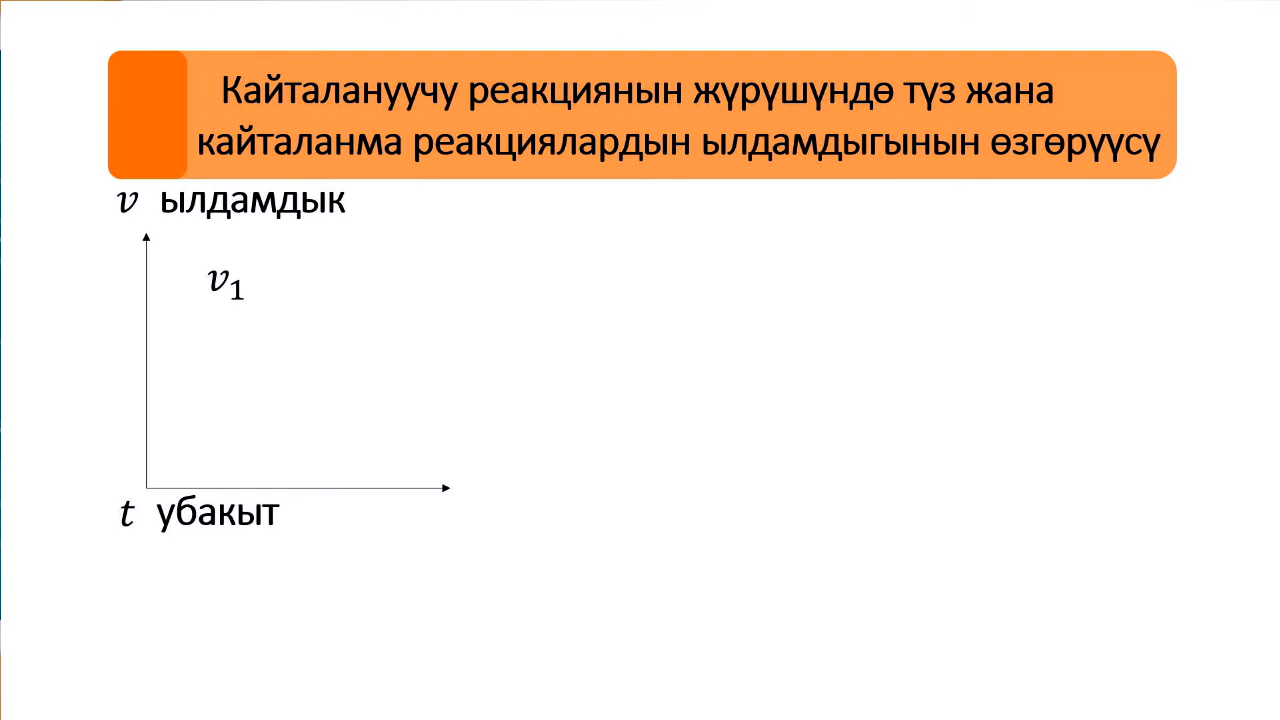 Кайталануучу реакциянын жүрүшүндө түз жана
кайталанма реакциялардын ылдамдыгынын өзгөрүүсү
v ылдамдык
v₁
t убакыт